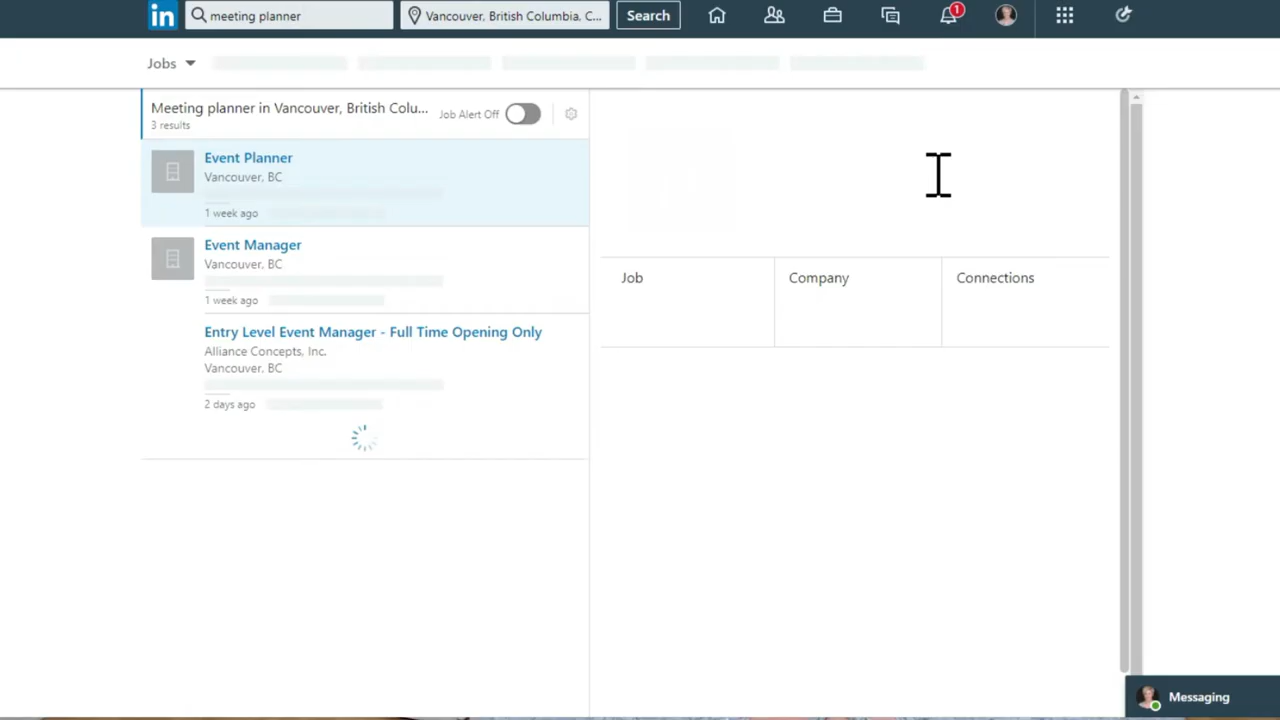 in
meeting planner
Vancouver, British Columbia. C...
Search
1
Jobs
Meeting planner in Vancouver, British Colu...
3 results
Job Alert Off
Event Planner
Vancouver, BC
1 week ago
Event Manager
Vancouver, BC
1 week ago
Entry Level Event Manager - Full Time Opening Only
Alliance Concepts, Inc.
Vancouver, BC
2 days ago
Job
Company
Connections
Messaging